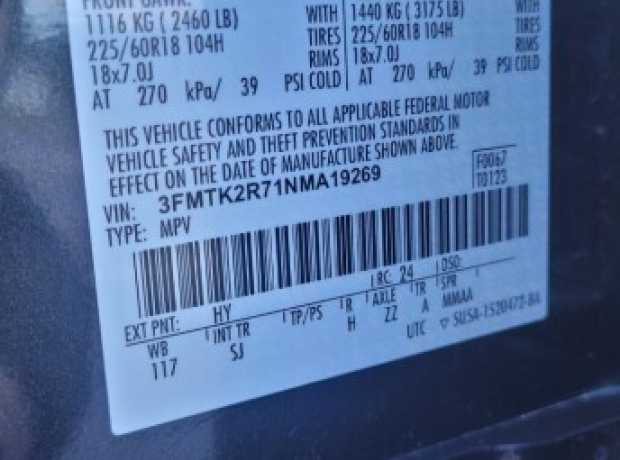 1116 KG ( 2460 LB) WITH 1440 KG ( 3175 LB) WITH
225/60R18 104H TIRES 225/60R18 104H TIRES
18x7.0J RIMS 18x7.0J RIMS
AT 270 kPa/ 39 PSI COLD AT 270 kPa/ 39 PSI COLD
THIS VEHICLE CONFORMS TO ALL APPLICABLE FEDERAL MOTOR
VEHICLE SAFETY AND THEFT PREVENTION STANDARDS IN
EFFECT ON THE DATE OF MANUFACTURE SHOWN ABOVE.
VIN: 3FMTK2R71NMA19269
F0067
TYPE: MPV
T0123
EXT PNT: HY RC: 24 DSO:
WB INT TR TP/PS R AXLE TR SPR
117 SJ H ZZ A MMAA
UTC ▽ SU5A-1520472-BA